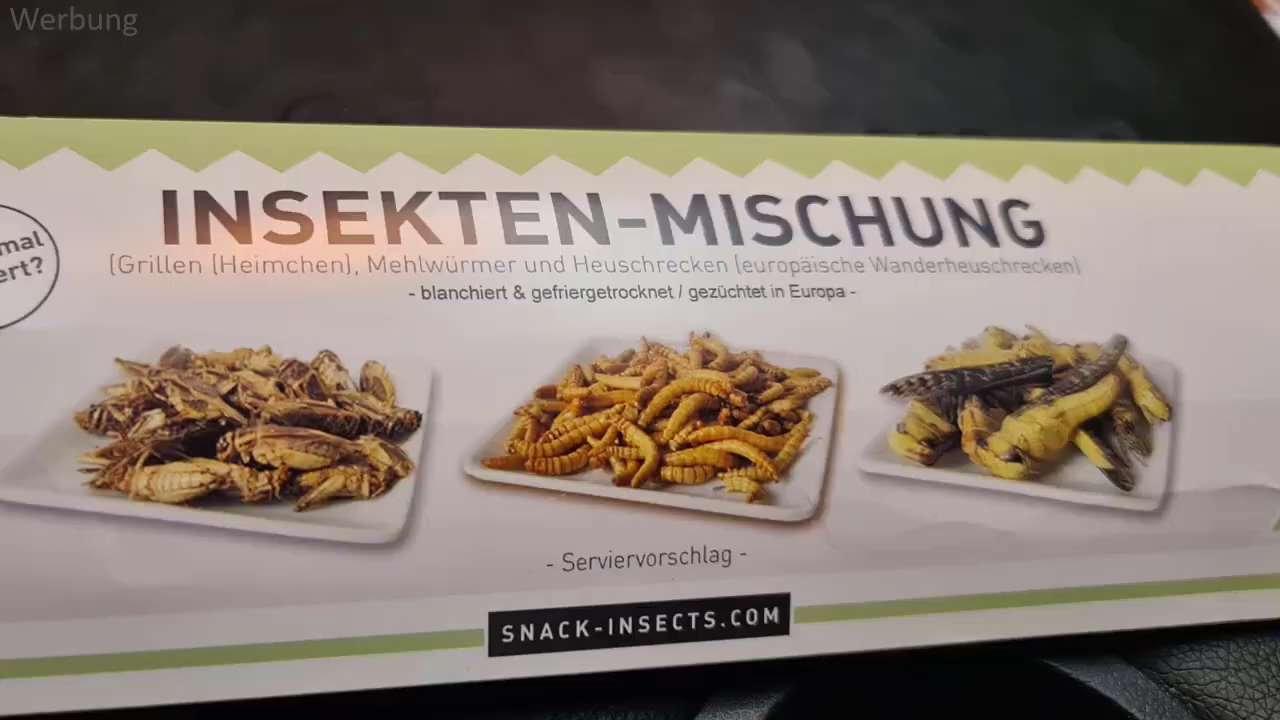 Werbung
INSEKTEN-MISCHUNG
(Grillen (Heimchen), Mehlwürmer und Heuschrecken (europäische Wanderheuschrecken)
- blanchiert & gefriergetrocknet / gezüchtet in Europa -
- Serviervorschlag -
SNACK-INSECTS.COM